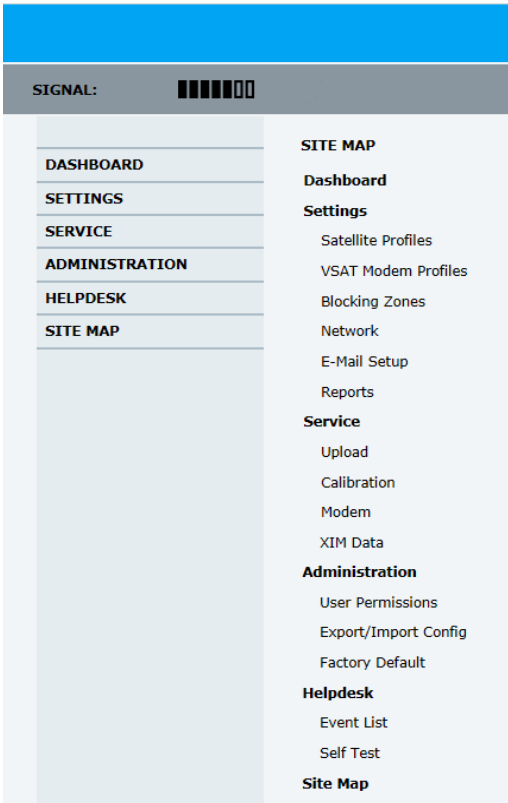 SIGNAL:
DASHBOARD
SETTINGS
SERVICE
ADMINISTRATION
HELPDESK
SITE MAP
SITE MAP
Dashboard
Settings
Satellite Profiles
VSAT Modem Profiles
Blocking Zones
Network
E-Mail Setup
Reports
Service
Upload
Calibration
Modem
XIM Data
Administration
User Permissions
Export/Import Config
Factory Default
Helpdesk
Event List
Self Test
Site Map